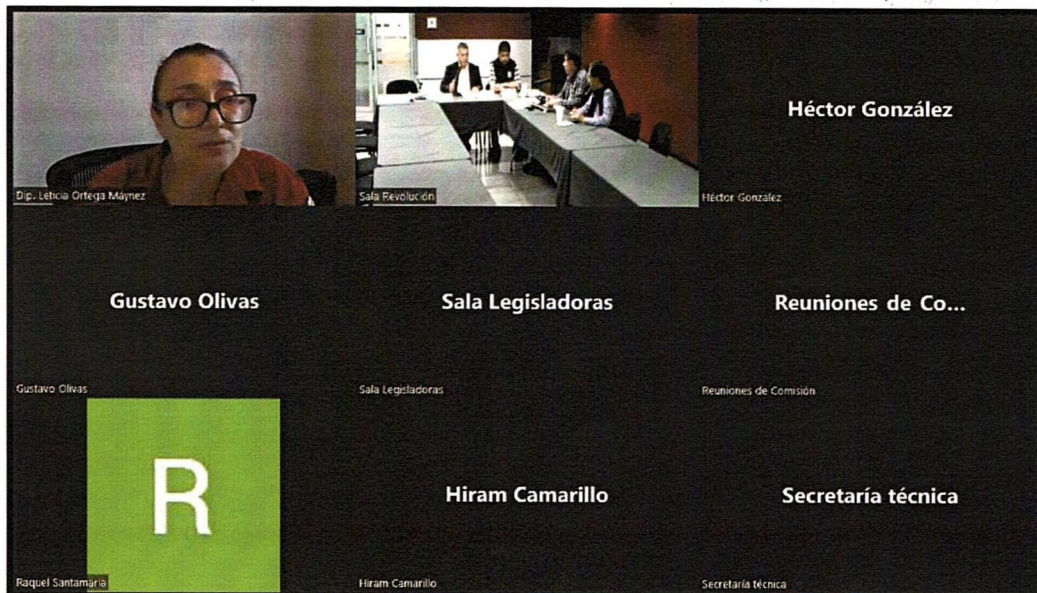 Dip. Leticia Ortega Máynez
Sala Revolución
Héctor González
Héctor González
Gustavo Olivas
Gustavo Olivas
Sala Legisladoras
Sala Legisladoras
Reuniones de Co...
Reuniones de Comisión
R
Raquel Santamaría
Hiram Camarillo
Hiram Camarillo
Secretaría técnica
Secretaría técnica